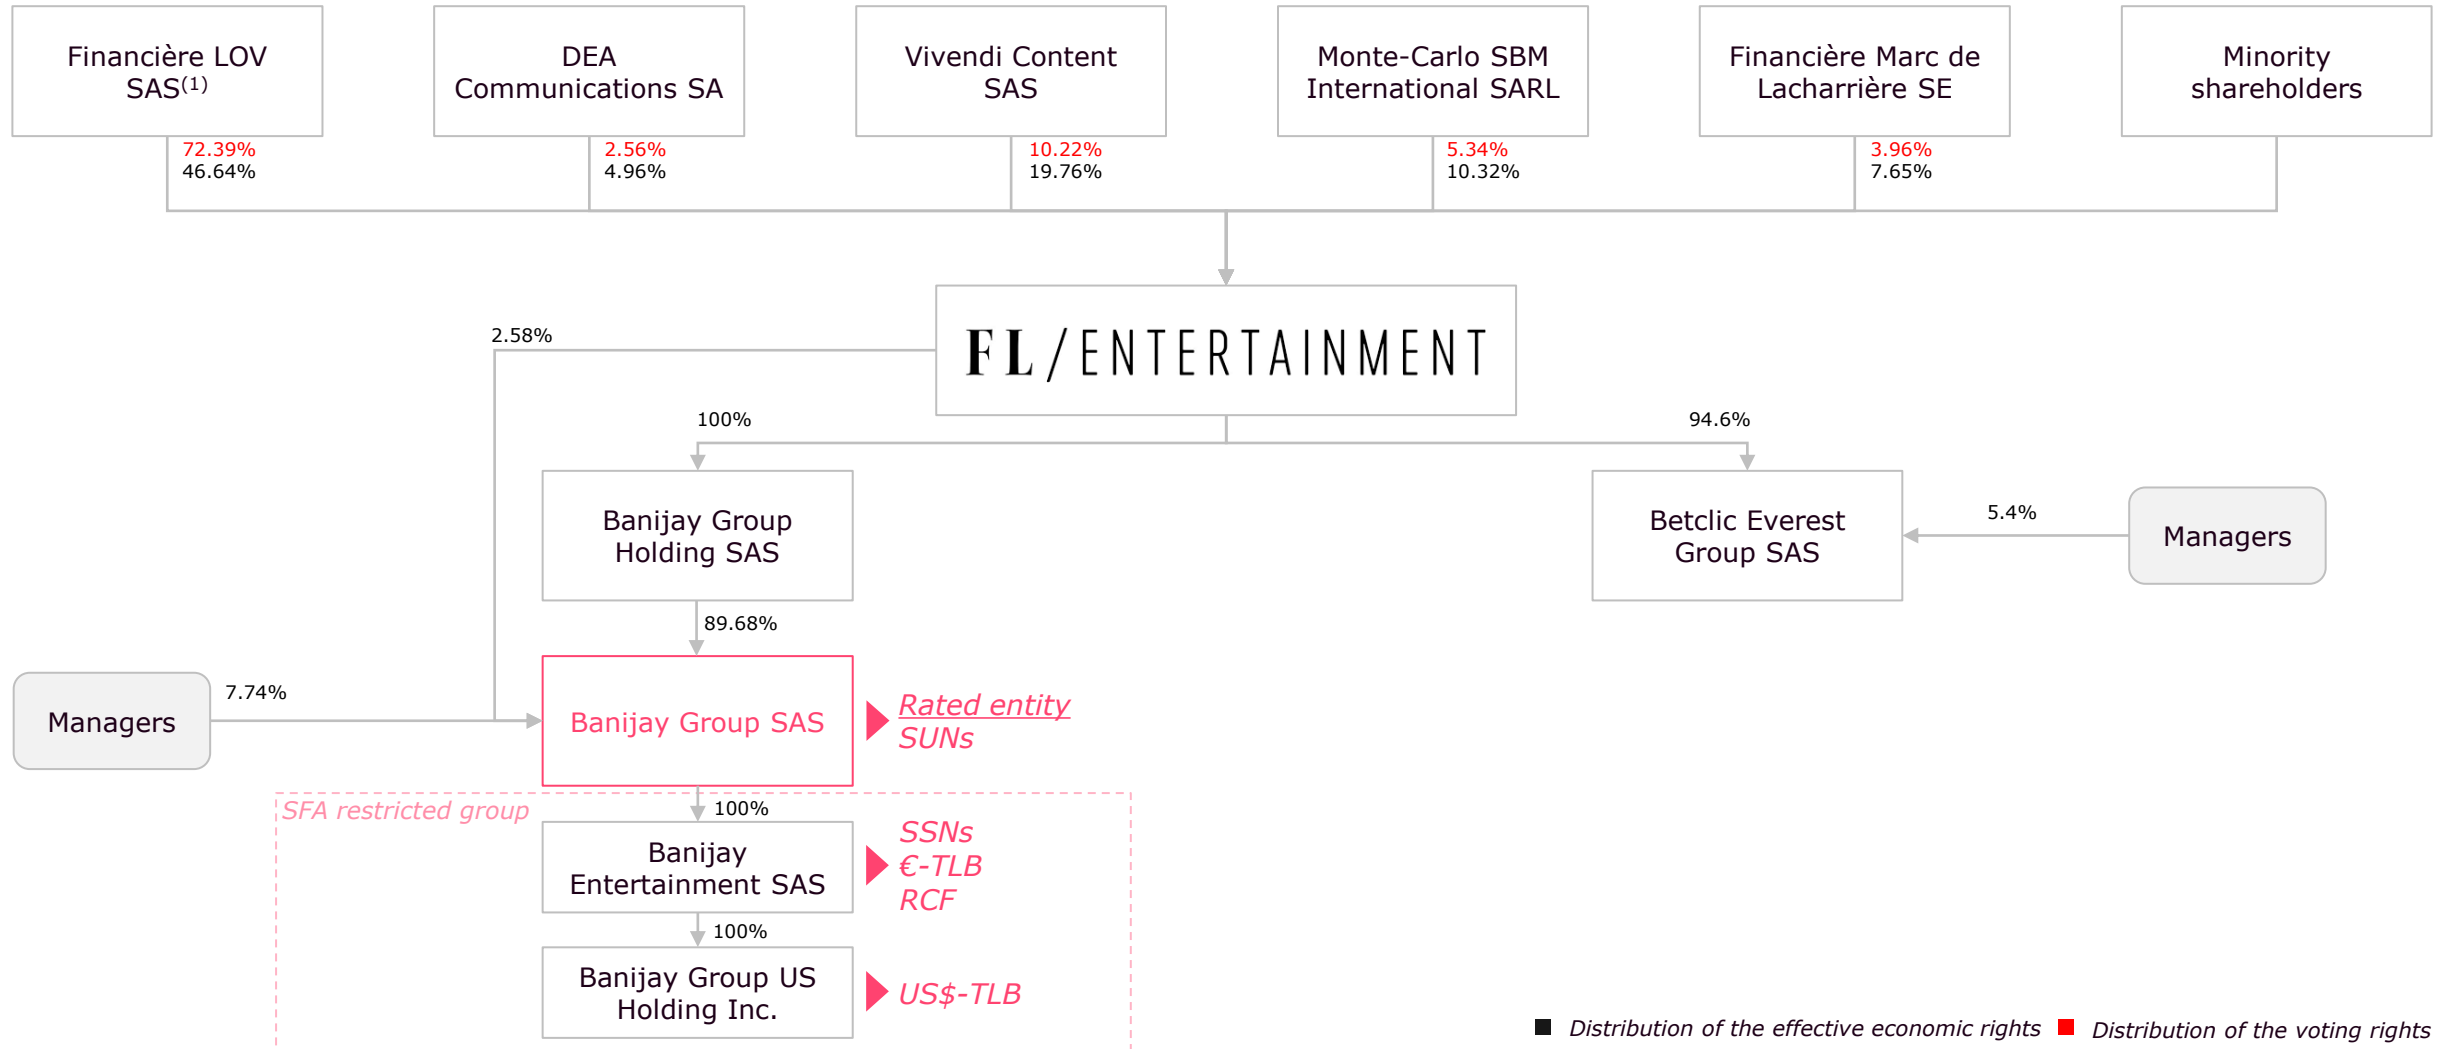 Financière LOV
SAS(1)
DEA
Communications SA
Vivendi Content
SAS
Monte-Carlo SBM
International SARL
Financière Marc de
Lacharrière SE
Minority
shareholders
72.39%
46.64%
2.56%
4.96%
10.22%
19.76%
5.34%
10.32%
3.96%
7.65%
2.58%
FL/ENTERTAINMENT
100%
94.6%
Banijay Group
Holding SAS
Betclic Everest
Group SAS
5.4%
Managers
89.68%
Managers
7.74%
Banijay Group SAS
Rated entity
SUNs
SFA restricted group
100%
Banijay
Entertainment SAS
SSNs
€-TLB
RCF
100%
Banijay Group US
Holding Inc.
US$-TLB
Distribution of the effective economic rights
Distribution of the voting rights